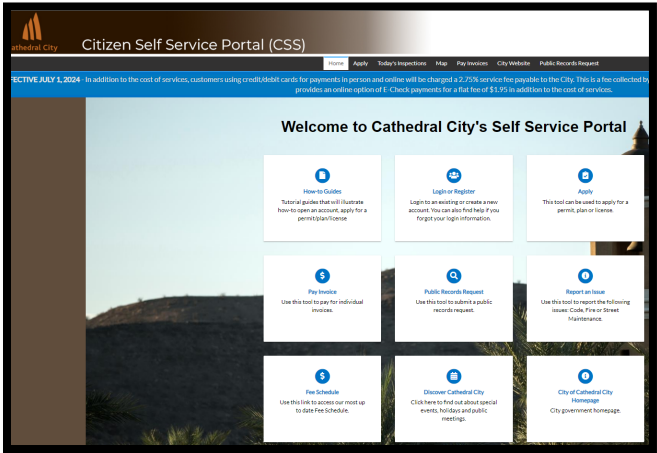 athedral City
Citizen Self Service Portal (CSS)
Home Apply Today's Inspections Map Pay Invoices City Website Public Records Request
FECTIVE JULY 1, 2024 - In addition to the cost of services, customers using credit/debit cards for payments in person and online will be charged a 2.75% service fee payable to the City. This is a fee collected by
provides an online option of E-Check payments for a flat fee of $1.95 in addition to the cost of services.
Welcome to Cathedral City's Self Service Portal
How-to Guides
Tutorial guides that will illustrate
how-to open an account, apply for a
permit/plan/license
Login or Register
Login to an existing or create a new
account. You can also find help if you
forgot your login information.
Apply
This tool can be used to apply for a
permit, plan or license.
Pay Invoice
Use this tool to pay for individual
invoices.
Public Records Request
Use this tool to submit a public
records request.
Report an Issue
Use this tool to report the following
issues: Code, Fire or Street
Maintenance.
Fee Schedule
Use this link to access our most up
to date Fee Schedule.
Discover Cathedral City
Click here to find out about special
events, holidays and public
meetings.
City of Cathedral City
Homepage
City government homepage.